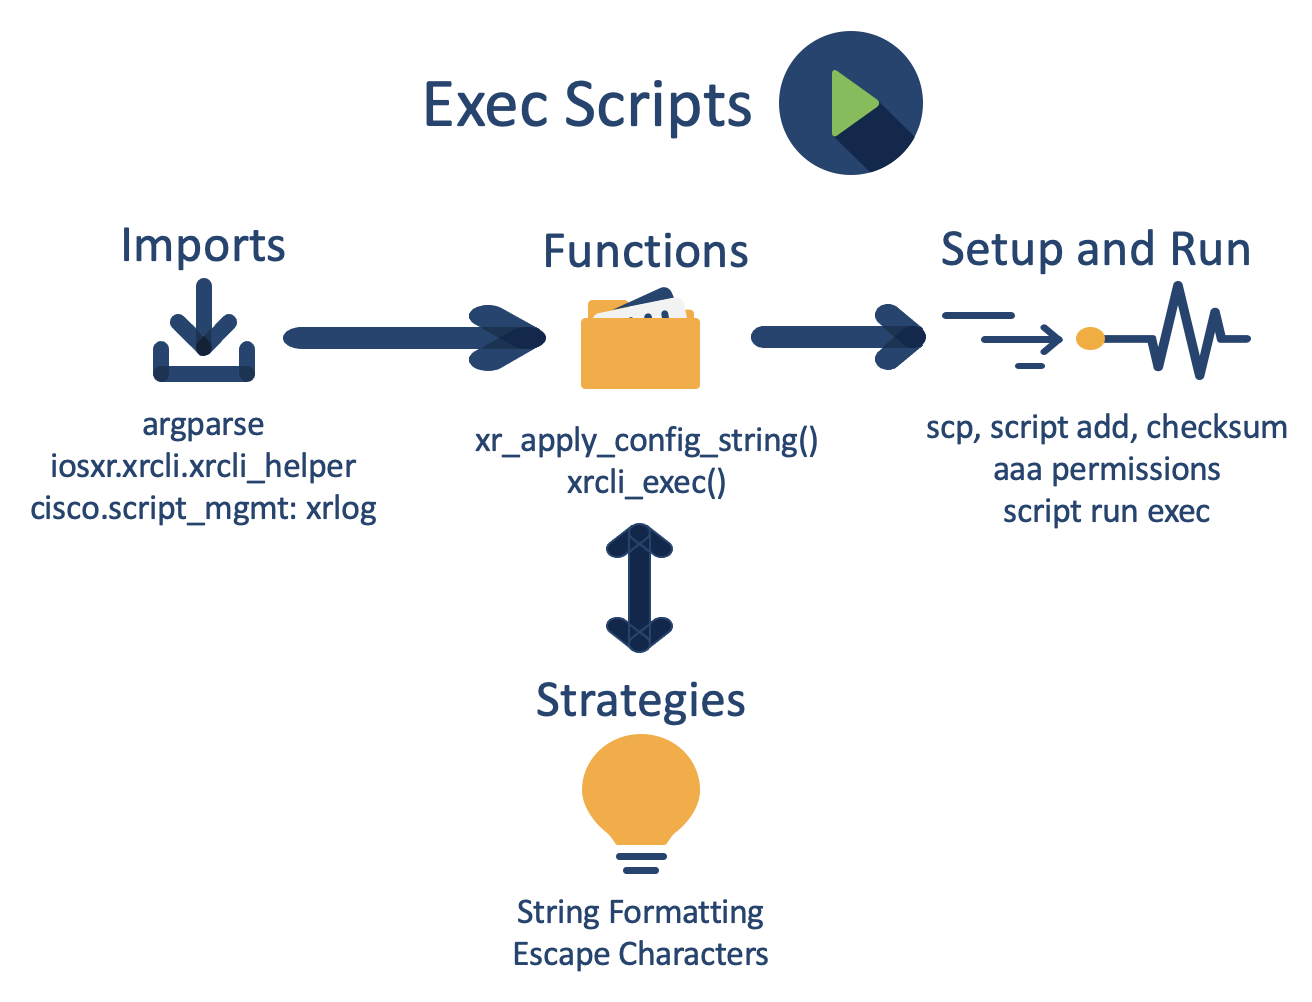 Exec Scripts
Imports
argparse
iosxr.xrcli.xrcli_helper
cisco.script_mgmt: xrlog
Functions
xr_apply_config_string()
xrcli_exec()
Setup and Run
scp, script add, checksum
aaa permissions
script run exec
Strategies
String Formatting
Escape Characters